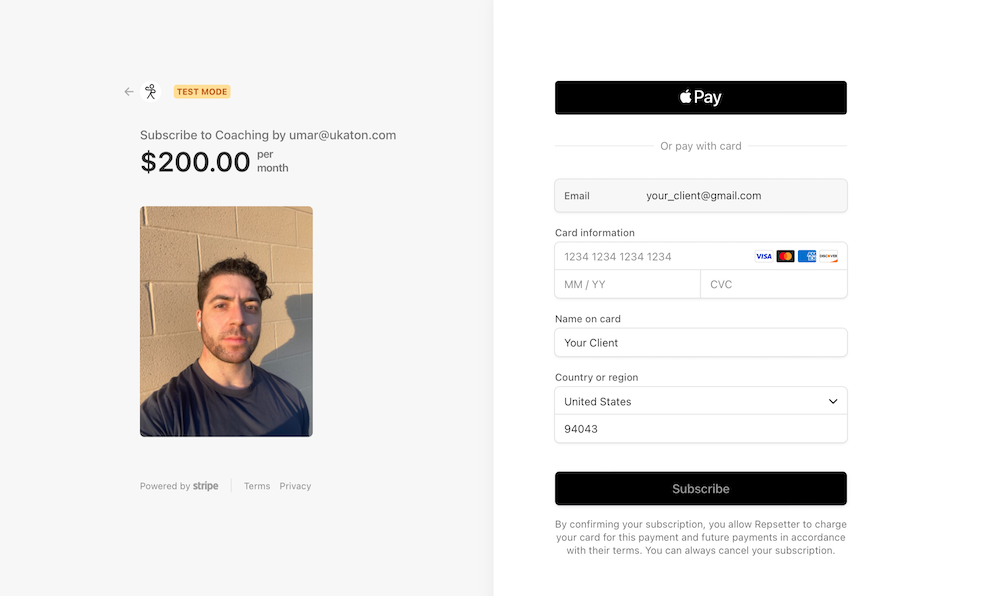 TEST MODE
Subscribe to Coaching by umar@ukaton.com
$200.00 per
month
Powered by stripe
Terms Privacy
Pay
Or pay with card
Email your_client@gmail.com
Card information
1234 1234 1234 1234 VISA AMEX DISCOVER
MM / YY CVC
Name on card
Your Client
Country or region
United States
94043
Subscribe
By confirming your subscription, you allow Repsetter to charge
your card for this payment and future payments in accordance
with their terms. You can always cancel your subscription.